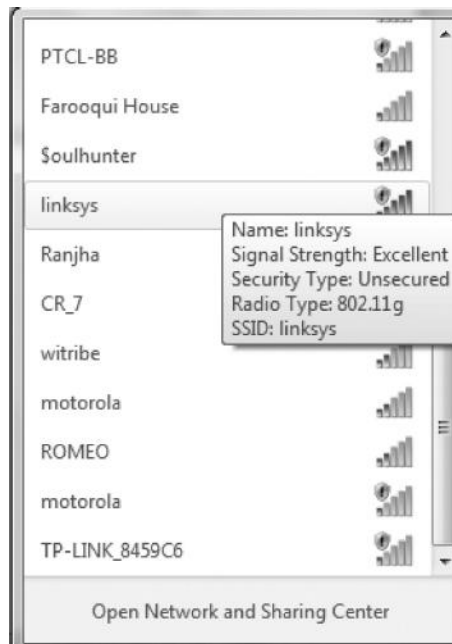 PTCL-BB
Farooqui House
$oulhunter
linksys
Name: linksys
Signal Strength: Excellent
Security Type: Unsecured
Radio Type: 802.11g
SSID: linksys
Ranjha
CR_7
witribe
motorola
ROMEO
motorola
TP-LINK_8459C6
Open Network and Sharing Center